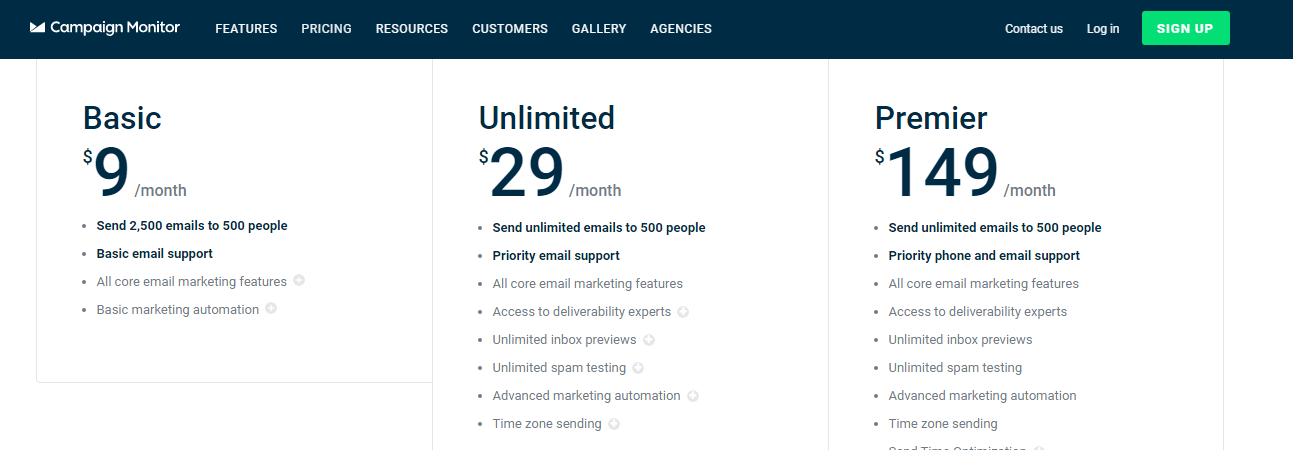 Campaign Monitor FEATURES PRICING RESOURCES CUSTOMERS GALLERY AGENCIES Contact us Log in SIGN UP
Basic
$9 /month
Send 2,500 emails to 500 people
Basic email support
All core email marketing features
Basic marketing automation
Unlimited
$29 /month
Send unlimited emails to 500 people
Priority email support
All core email marketing features
Access to deliverability experts
Unlimited inbox previews
Unlimited spam testing
Advanced marketing automation
Time zone sending
Premier
$149 /month
Send unlimited emails to 500 people
Priority phone and email support
All core email marketing features
Access to deliverability experts
Unlimited inbox previews
Unlimited spam testing
Advanced marketing automation
Time zone sending
Send Time Optimization